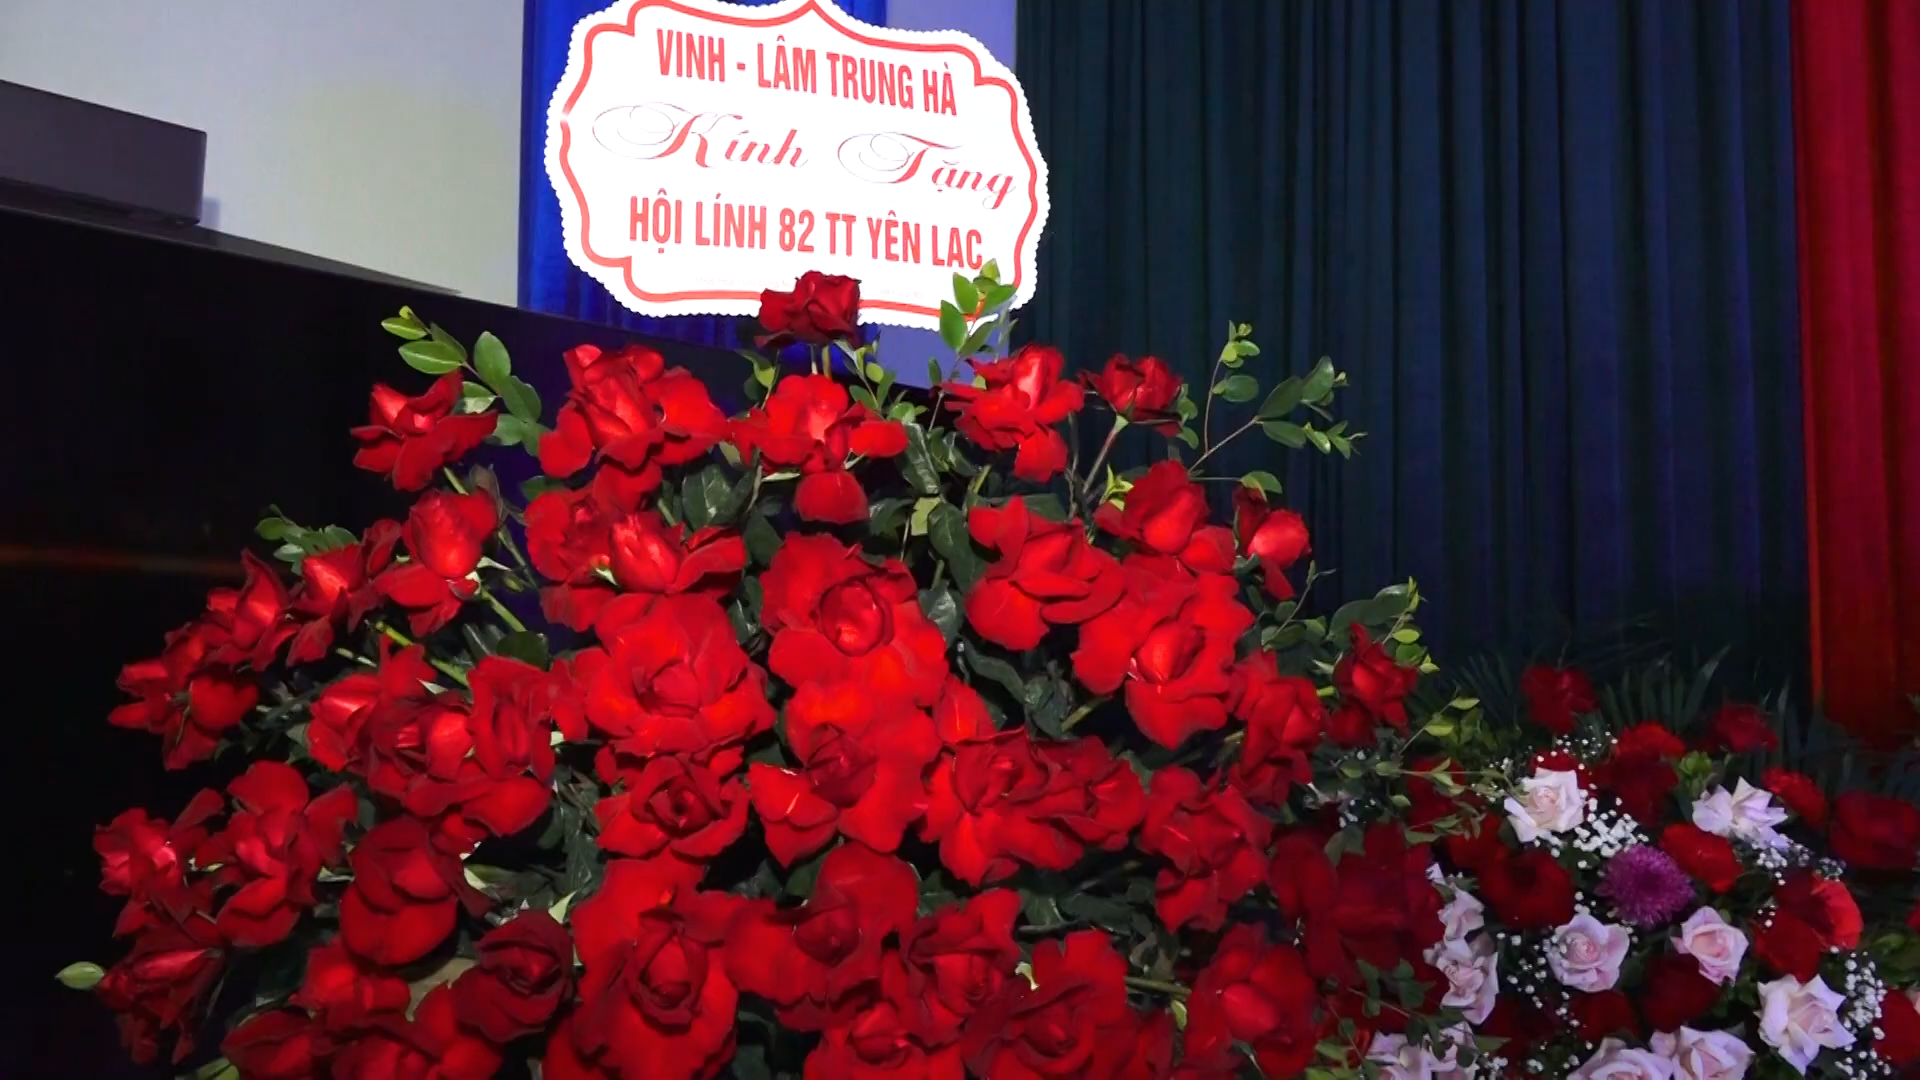 VINH - LÂM TRUNG HÀ
Kính Tặng
HỘI LÍNH 82 TT YÊN LẠC